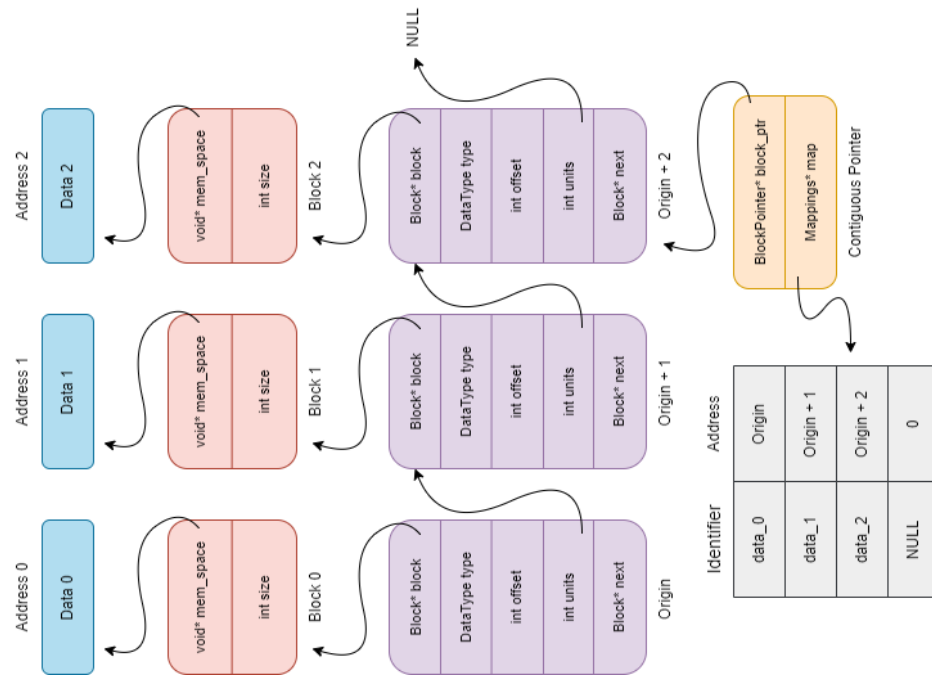 Address 0
Address 1
Address 2
Data 0
Data 1
Data 2
void* mem_space
int size
Block 0
void* mem_space
int size
Block 1
void* mem_space
int size
Block 2
NULL
Block* block
DataType type
int offset
int units
Block* next
Origin
Block* block
DataType type
int offset
int units
Block* next
Origin + 1
Block* block
DataType type
int offset
int units
Block* next
Origin + 2
Identifier Address
data_0 Origin
data_1 Origin + 1
data_2 Origin + 2
NULL 0
BlockPointer* block_ptr
Mappings* map
Contiguous Pointer